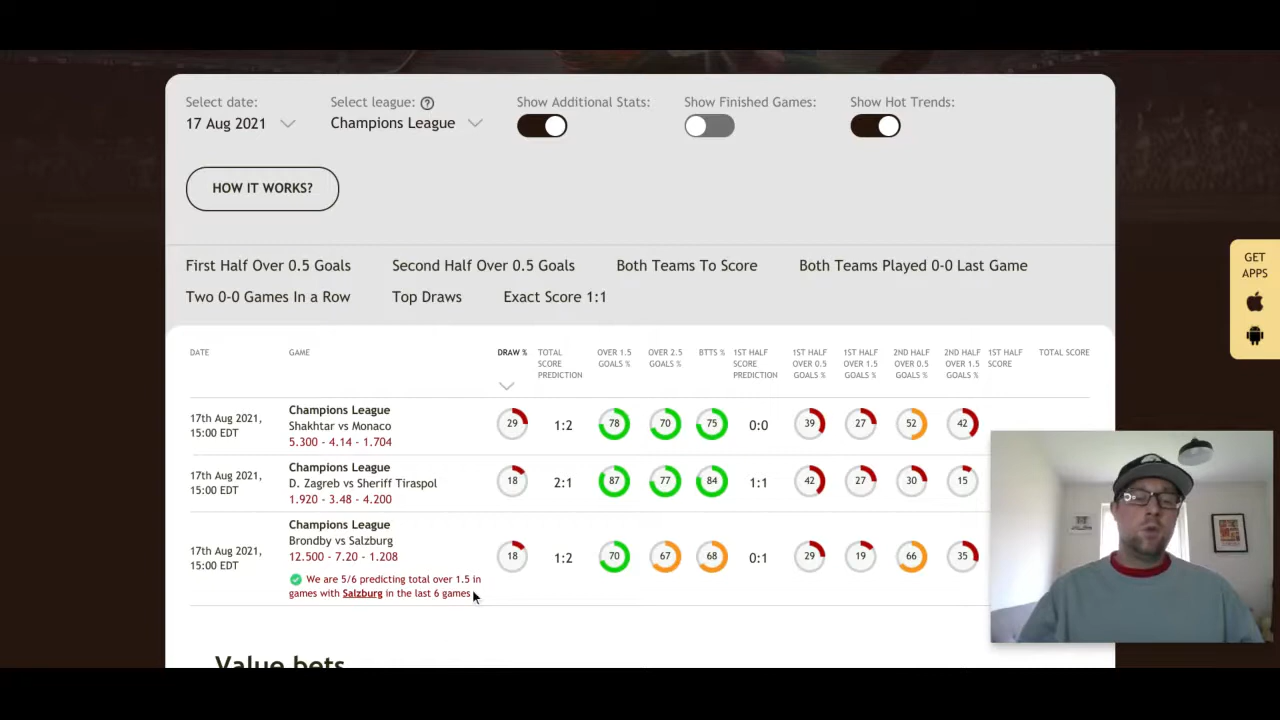 Select date:
Select league: ?
Show Additional Stats:
Show Finished Games:
Show Hot Trends:
17 Aug 2021
Champions League
HOW IT WORKS?
First Half Over 0.5 Goals
Second Half Over 0.5 Goals
Both Teams To Score
Both Teams Played 0-0 Last Game
Two 0-0 Games In a Row
Top Draws
Exact Score 1:1
GET
APPS
DATE
GAME
DRAW %
TOTAL
SCORE
PREDICTION
OVER 1.5
GOALS %
OVER 2.5
GOALS %
BTTS %
1ST HALF
SCORE
PREDICTION
1ST HALF
OVER 0.5
GOALS %
1ST HALF
OVER 1.5
GOALS %
2ND HALF
OVER 0.5
GOALS %
2ND HALF
OVER 1.5
GOALS %
1ST HALF
SCORE
TOTAL SCORE
17th Aug 2021,
15:00 EDT
Champions League
Shakhtar vs Monaco
5.300 - 4.14 - 1.704
29
1:2
78
70
75
0:0
39
27
52
42
17th Aug 2021,
15:00 EDT
Champions League
D. Zagreb vs Sheriff Tiraspol
1.920 - 3.48 - 4.200
18
2:1
87
77
84
1:1
42
27
30
15
17th Aug 2021,
15:00 EDT
Champions League
Brondby vs Salzburg
12.500 - 7.20 - 1.208
We are 5/6 predicting total over 1.5 in
games with Salzburg in the last 6 games
18
1:2
70
67
68
0:1
29
19
66
35
Value bets